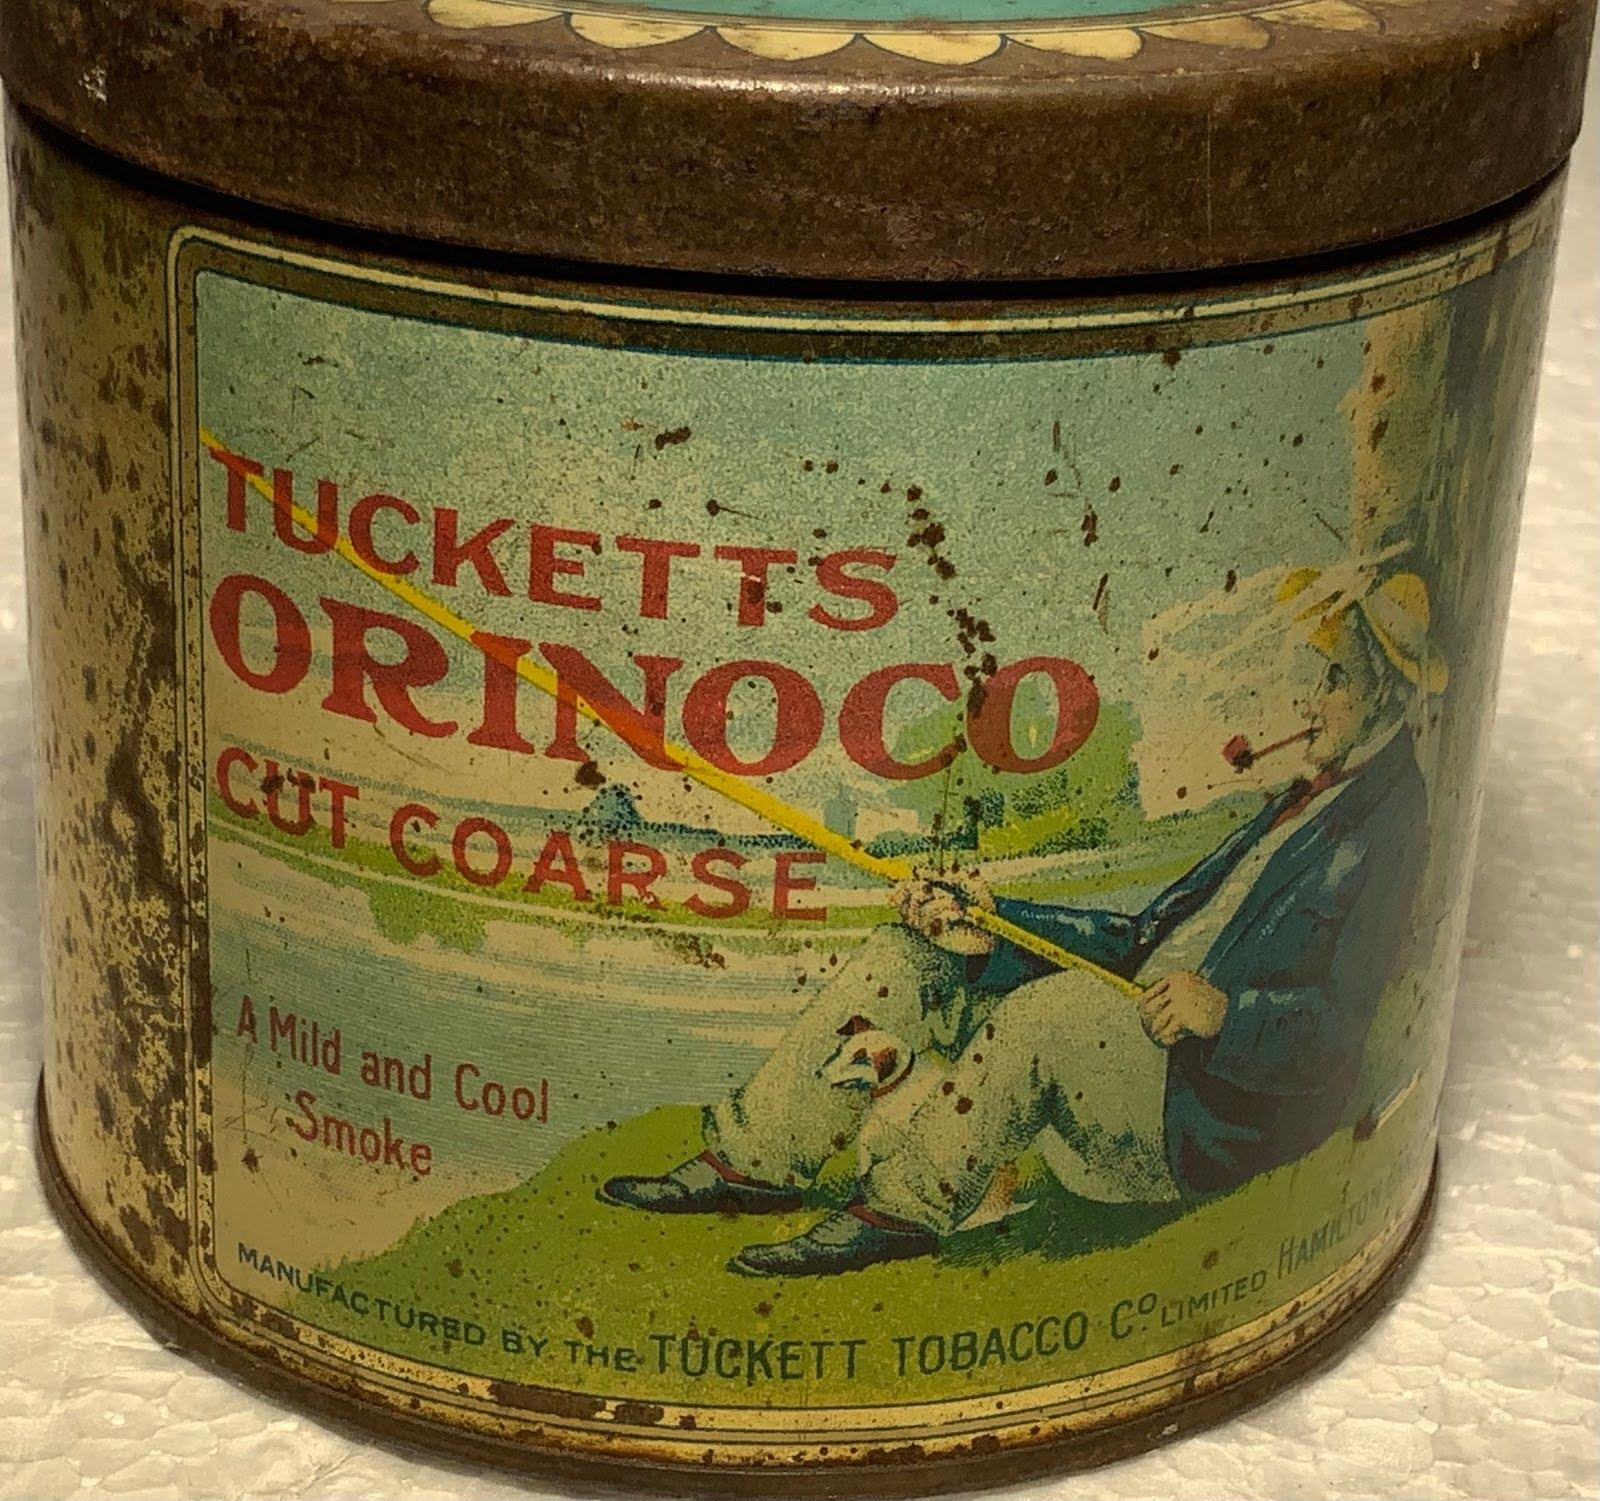 TUCKETTS
ORINOCO
CUT COARSE
A Mild and Cool
Smoke
MANUFACTURED BY THE TUCKETT TOBACCO Co LIMITED HAMILTON